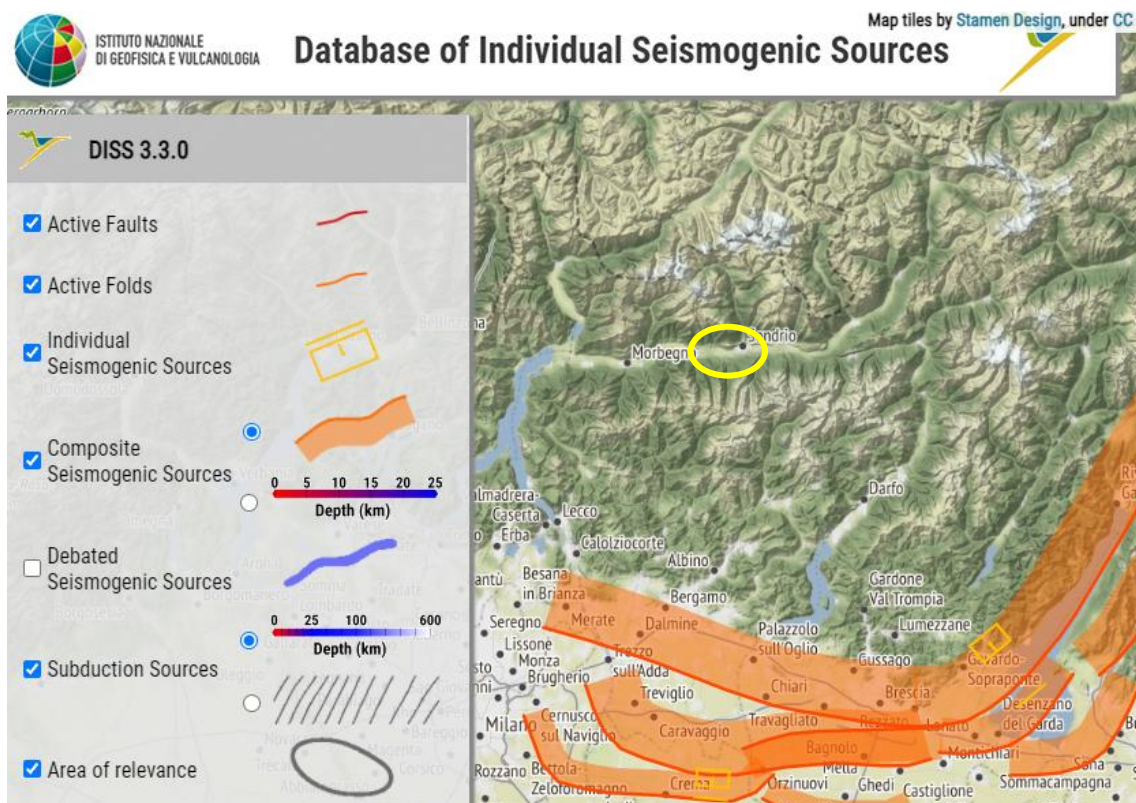 Map tiles by Stamen Design, under CC
ISTITUTO NAZIONALE
DI GEOFISICA E VULCANOLOGIA
Database of Individual Seismogenic Sources
DISS 3.3.0
Active Faults
Active Folds
Individual
Seismogenic Sources
Composite
Seismogenic Sources
0 5 10 15 20 25
Depth (km)
Debated
Seismogenic Sources
0 25 100 600
Depth (km)
Subduction Sources
Area of relevance
Morbegno
Sondrio
Darfo
Lecco
Caserta
Erba
Calolziocorte
Albino
Besana
in Brianza
Bergamo
Gardone
Val Trompia
Seregno
Merate
Dalmine
Lumezzane
Palazzolo
sull'Oglio
Lissone
Monza
Brugherio
Trezzo
sull'Adda
Gussago
Gavardo-
Sopraponte
Chiari
Brescia
Treviglio
Desenzano
del Garda
Milano
Cernusco
sul Naviglio
Caravaggio
Travagliato
Rezzato
Lonato
Bagnolo
Mella
Montichiari
Rozzano
Bettola-
Zeloforomagno
Crema
Orzinuovi
Ghedi
Castiglione
Sona
Sommacampagna